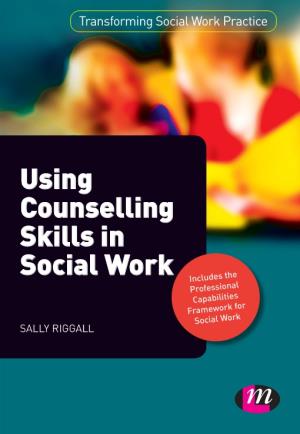 Transforming Social Work Practice
Using
Counselling
Skills in
Social Work
Includes the
Professional
Capabilities
Framework for
Social Work
SALLY RIGGALL
m